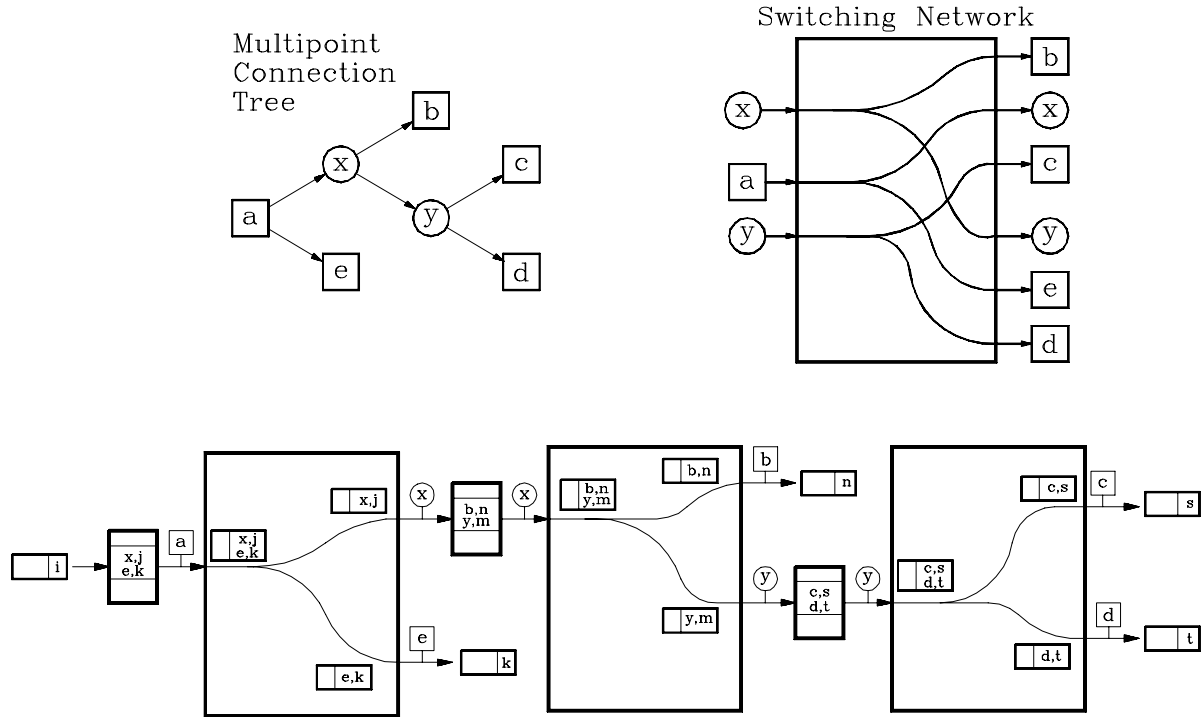 Switching Network
Multipoint
Connection
Tree
b
x
c
a
y
e
d
x
a
y
b
x
c
y
e
d
i
x,j
e,k
a
x,j
e,k
x,j
e,k
x
e
k
b,n
y,m
x
b,n
y,m
b,n
y,m
b
n
y
c,s
d,t
y
c,s
d,t
c,s
d,t
c
s
d
t